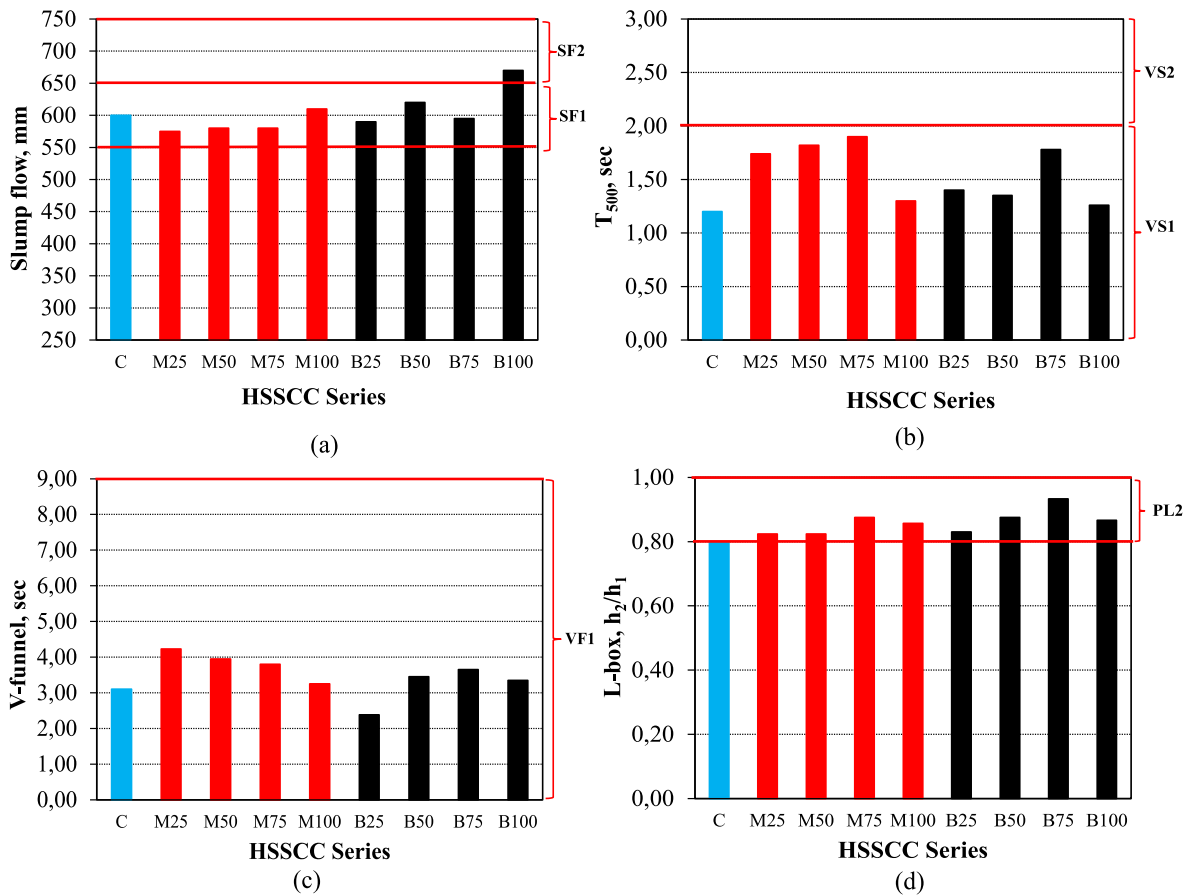 750
700
650
600
550
500
450
400
350
300
250
Slump flow, mm
SF2
SF1
C M25 M50 M75 M100 B25 B50 B75 B100
HSSCC Series
(a)
3,00
2,50
2,00
1,50
1,00
0,50
0,00
T500, sec
VS2
VS1
C M25 M50 M75 M100 B25 B50 B75 B100
HSSCC Series
(b)
9,00
8,00
7,00
6,00
5,00
4,00
3,00
2,00
1,00
0,00
V-funnel, sec
VF1
C M25 M50 M75 M100 B25 B50 B75 B100
HSSCC Series
(c)
1,00
0,80
0,60
0,40
0,20
0,00
L-box, h2/h1
PL2
C M25 M50 M75 M100 B25 B50 B75 B100
HSSCC Series
(d)